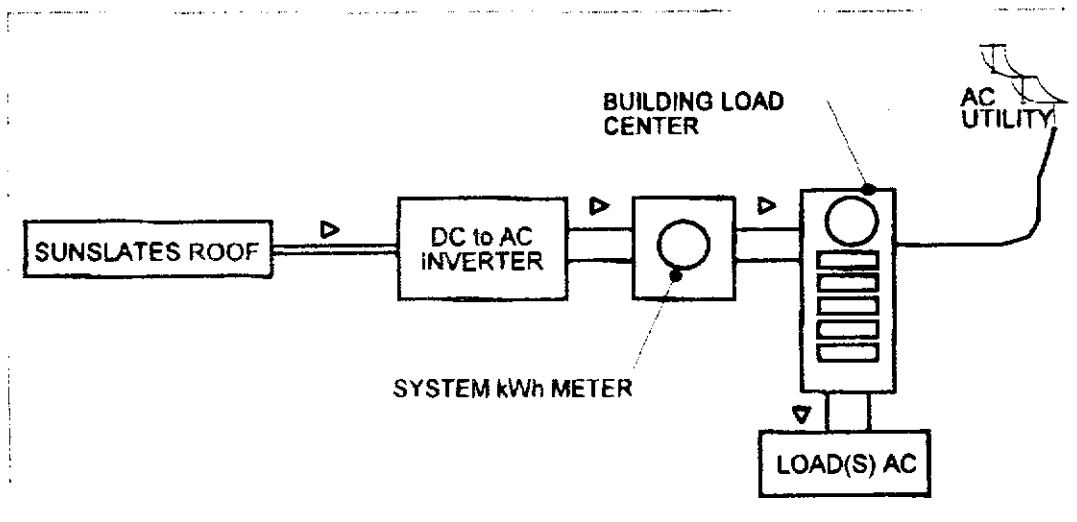 BUILDING LOAD
CENTER
AC
UTILITY
SUNSLATES ROOF
DC to AC
INVERTER
SYSTEM kWh METER
LOAD(S) AC